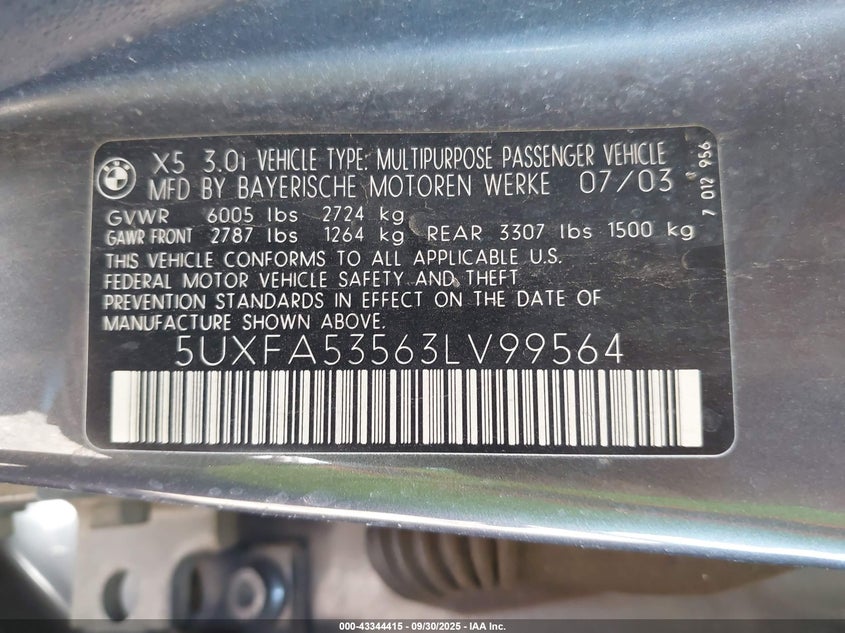 X5 3.0i VEHICLE TYPE: MULTIPURPOSE PASSENGER VEHICLE
MFD BY BAYERISCHE MOTOREN WERKE 07/03
GVWR 6005 lbs 2724 kg
GAWR FRONT 2787 lbs 1264 kg REAR 3307 lbs 1500 kg
THIS VEHICLE CONFORMS TO ALL APPLICABLE U.S.
FEDERAL MOTOR VEHICLE SAFETY AND THEFT
PREVENTION STANDARDS IN EFFECT ON THE DATE OF
MANUFACTURE SHOWN ABOVE.
5UXFA53563LV99564
7 012 956
000-43344415 - 09/30/2025 - IAA Inc.